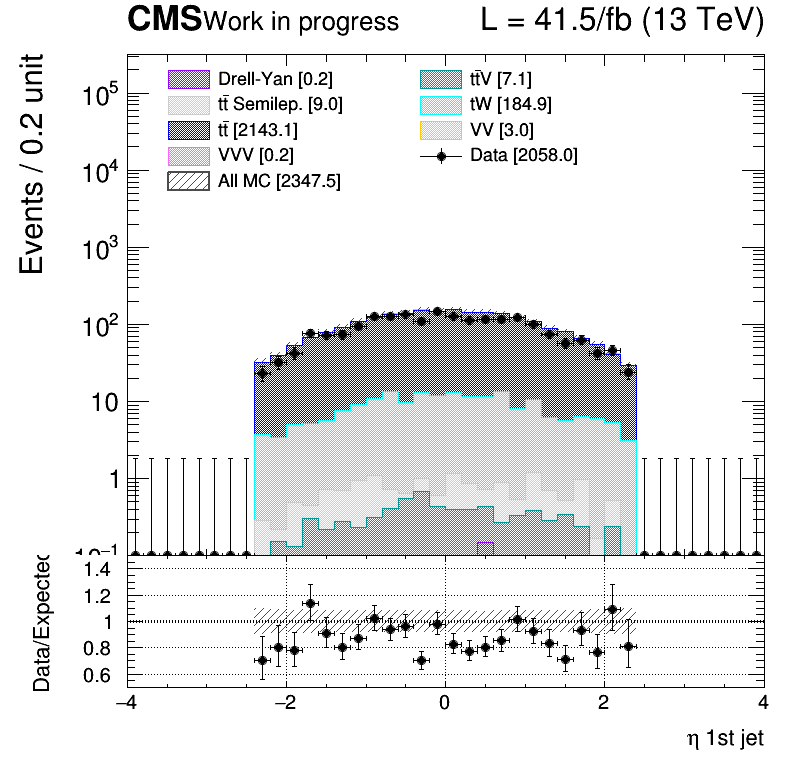 CMS Work in progress L = 41.5/fb (13 TeV)
Events / 0.2 unit
Drell-Yan [0.2]
tt̄ Semilep. [9.0]
tt̄ [2143.1]
VVV [0.2]
All MC [2347.5]
tt̄V [7.1]
tW [184.9]
VV [3.0]
Data [2058.0]
10⁵
10⁴
10³
10²
10
1
10⁻¹
Data/Expected
1.4
1.2
1
0.8
0.6
−4 −2 0 2 4
η 1st jet